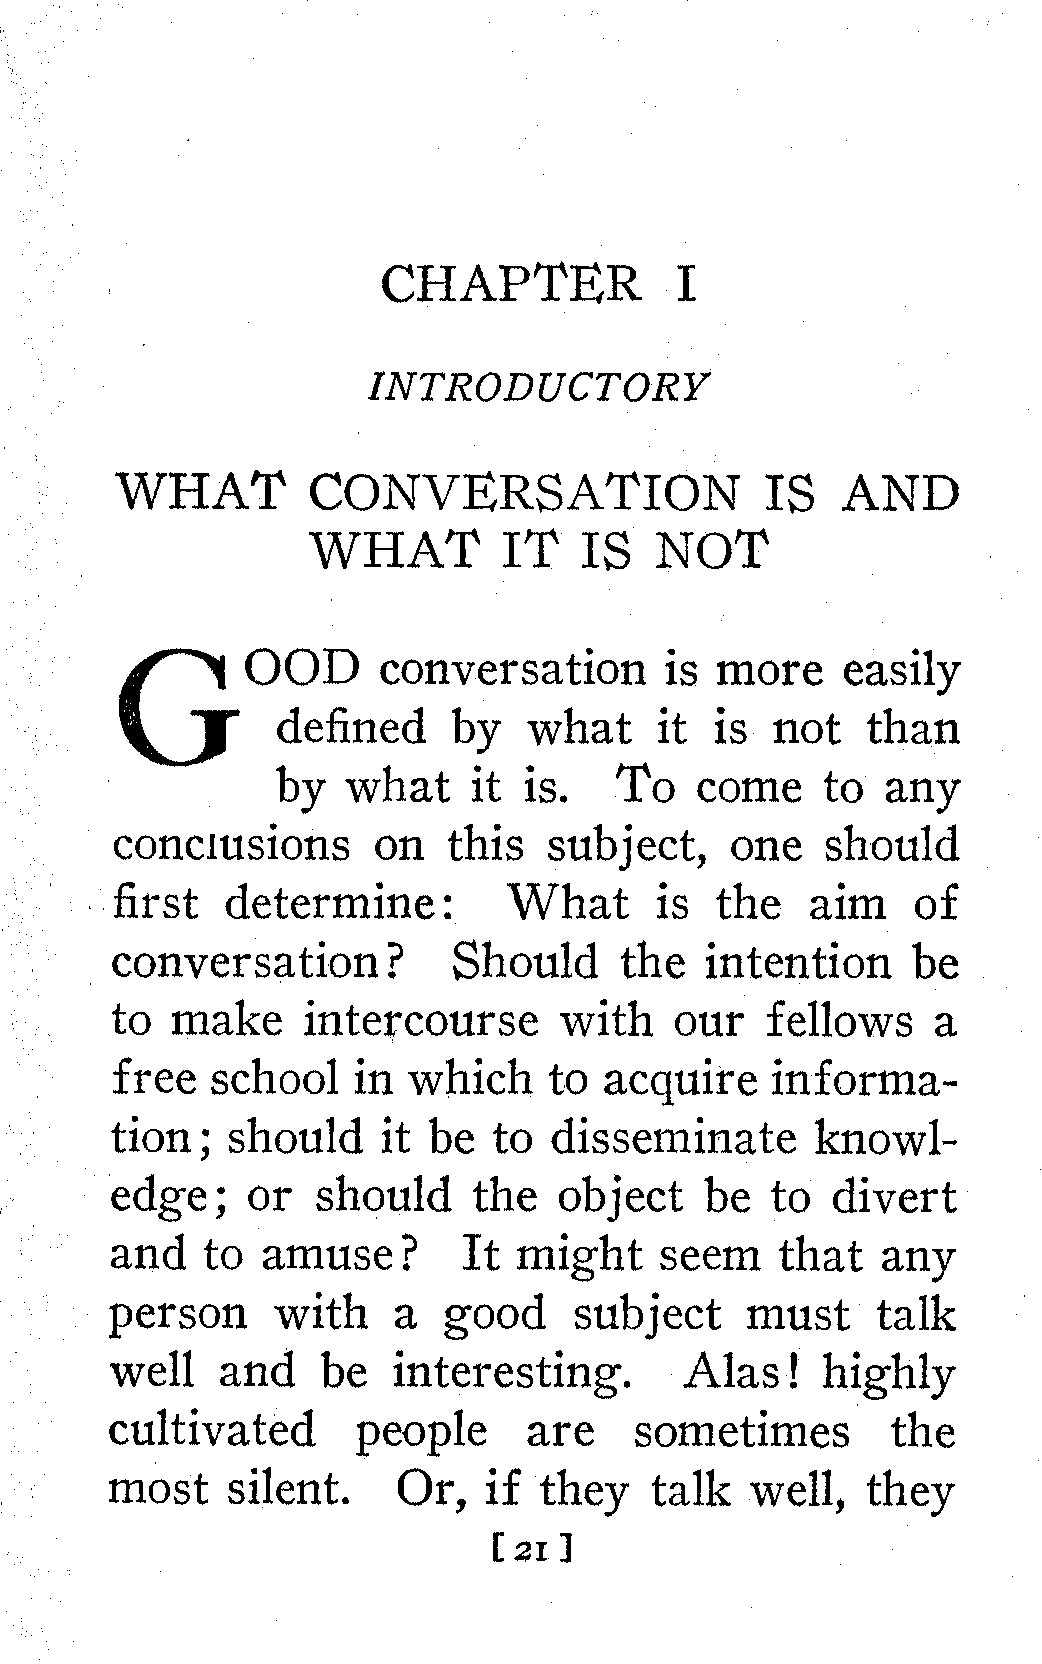 CHAPTER I
INTRODUCTORY
WHAT CONVERSATION IS AND
WHAT IT IS NOT
GOOD conversation is more easily
defined by what it is not than
by what it is. To come to any
conclusions on this subject, one should
first determine: What is the aim of
conversation? Should the intention be
to make intercourse with our fellows a
free school in which to acquire informa-
tion; should it be to disseminate knowl-
edge; or should the object be to divert
and to amuse? It might seem that any
person with a good subject must talk
well and be interesting. Alas! highly
cultivated people are sometimes the
most silent. Or, if they talk well, they
[21]